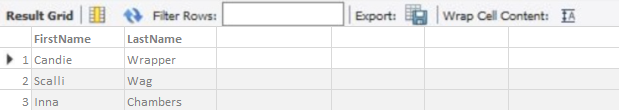 Result Grid Filter Rows: Export: Wrap Cell Content: IA
FirstName LastName
1 Candie Wrapper
2 Scalli Wag
3 Inna Chambers